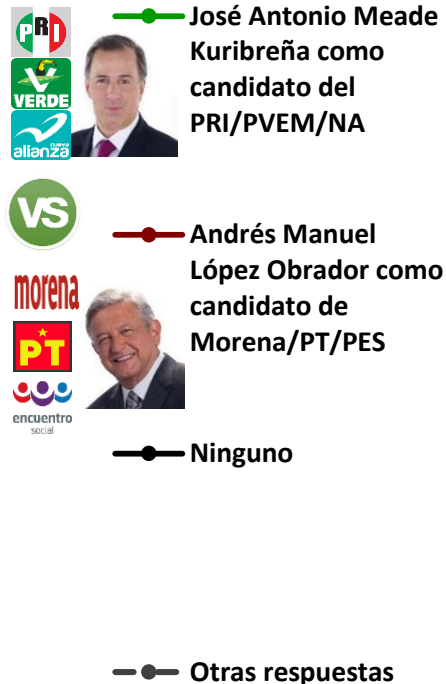 PRI
José Antonio Meade
Kuribreña como
candidato del
PRI/PVEM/NA
VERDE
nueva
alianza
VS
Andrés Manuel
López Obrador como
candidato de
Morena/PT/PES
morena
PT
encuentro
social
Ninguno
Otras respuestas